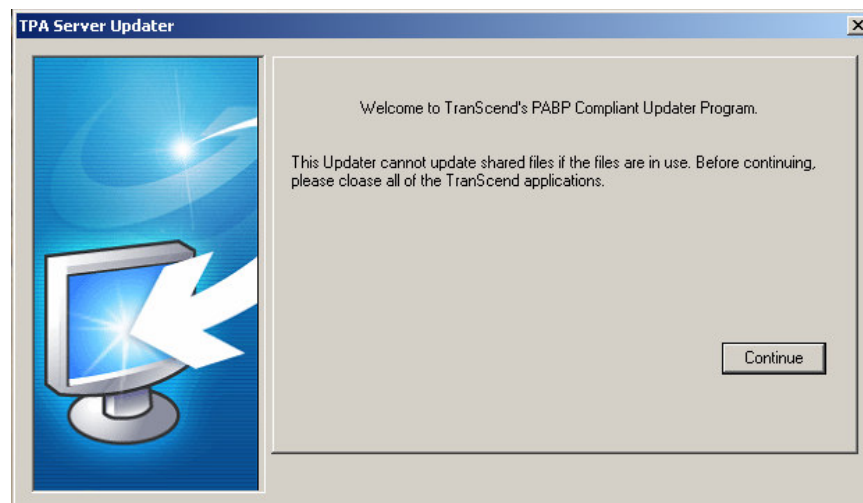 TPA Server Updater
Welcome to TranScend's PABP Compliant Updater Program.
This Updater cannot update shared files if the files are in use. Before continuing,
please cloase all of the TranScend applications.
Continue